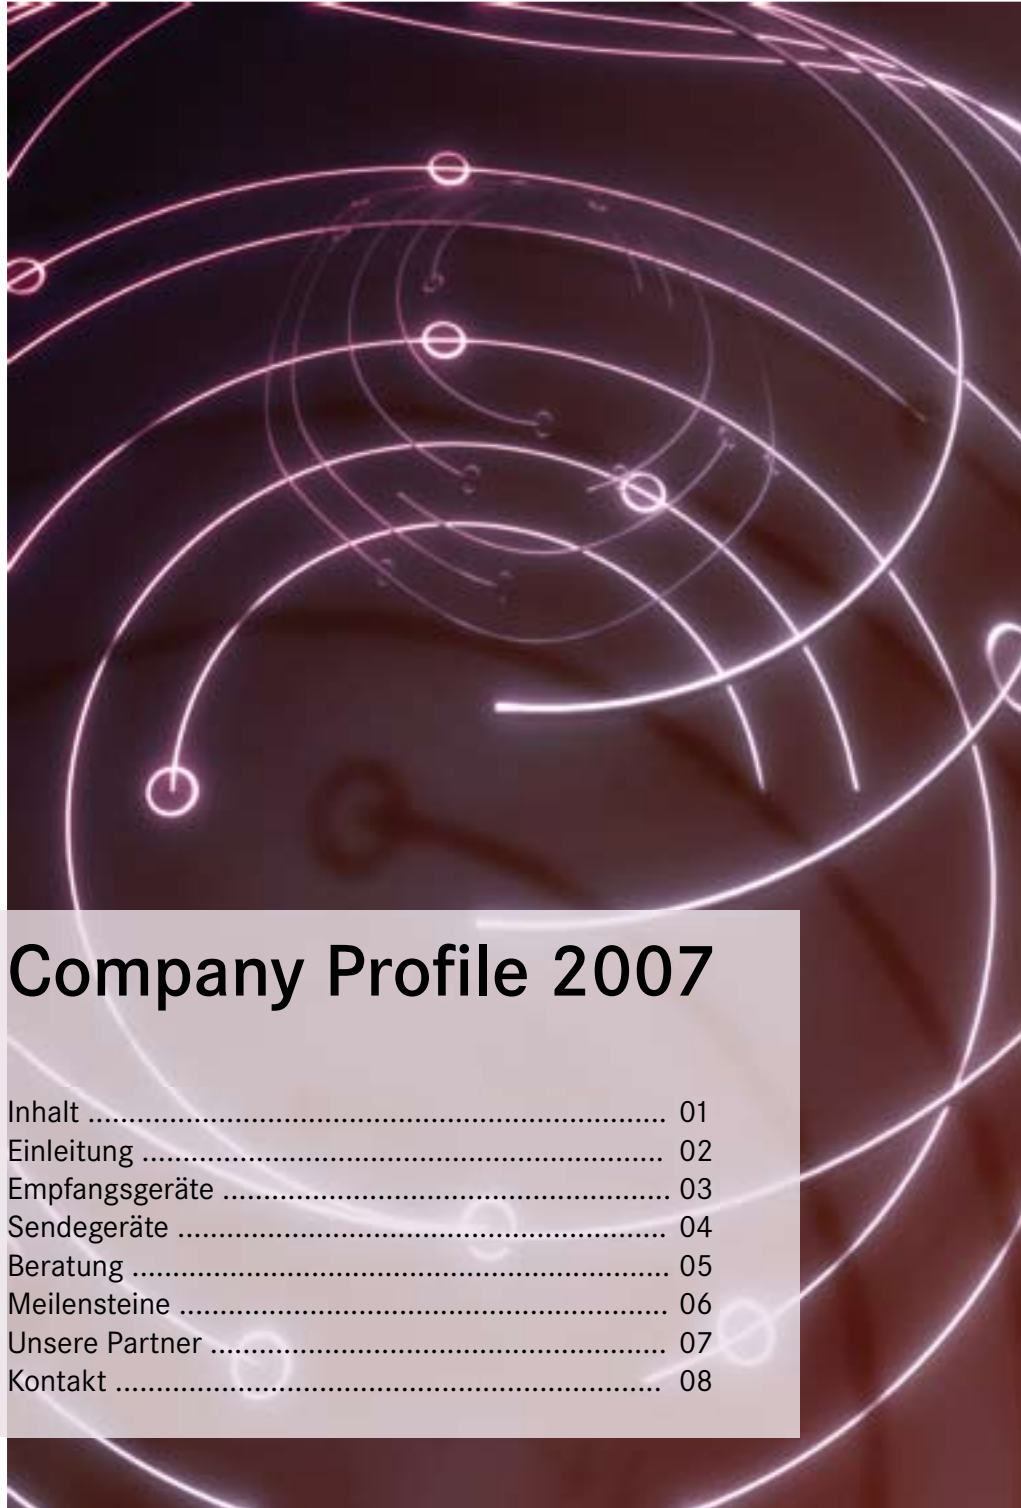 Company Profile 2007
Inhalt ........................................................................ 01
Einleitung ................................................................. 02
Empfangsgeräte ........................................................ 03
Sendegeräte ............................................................. 04
Beratung ................................................................... 05
Meilensteine ............................................................. 06
Unsere Partner ......................................................... 07
Kontakt .................................................................... 08